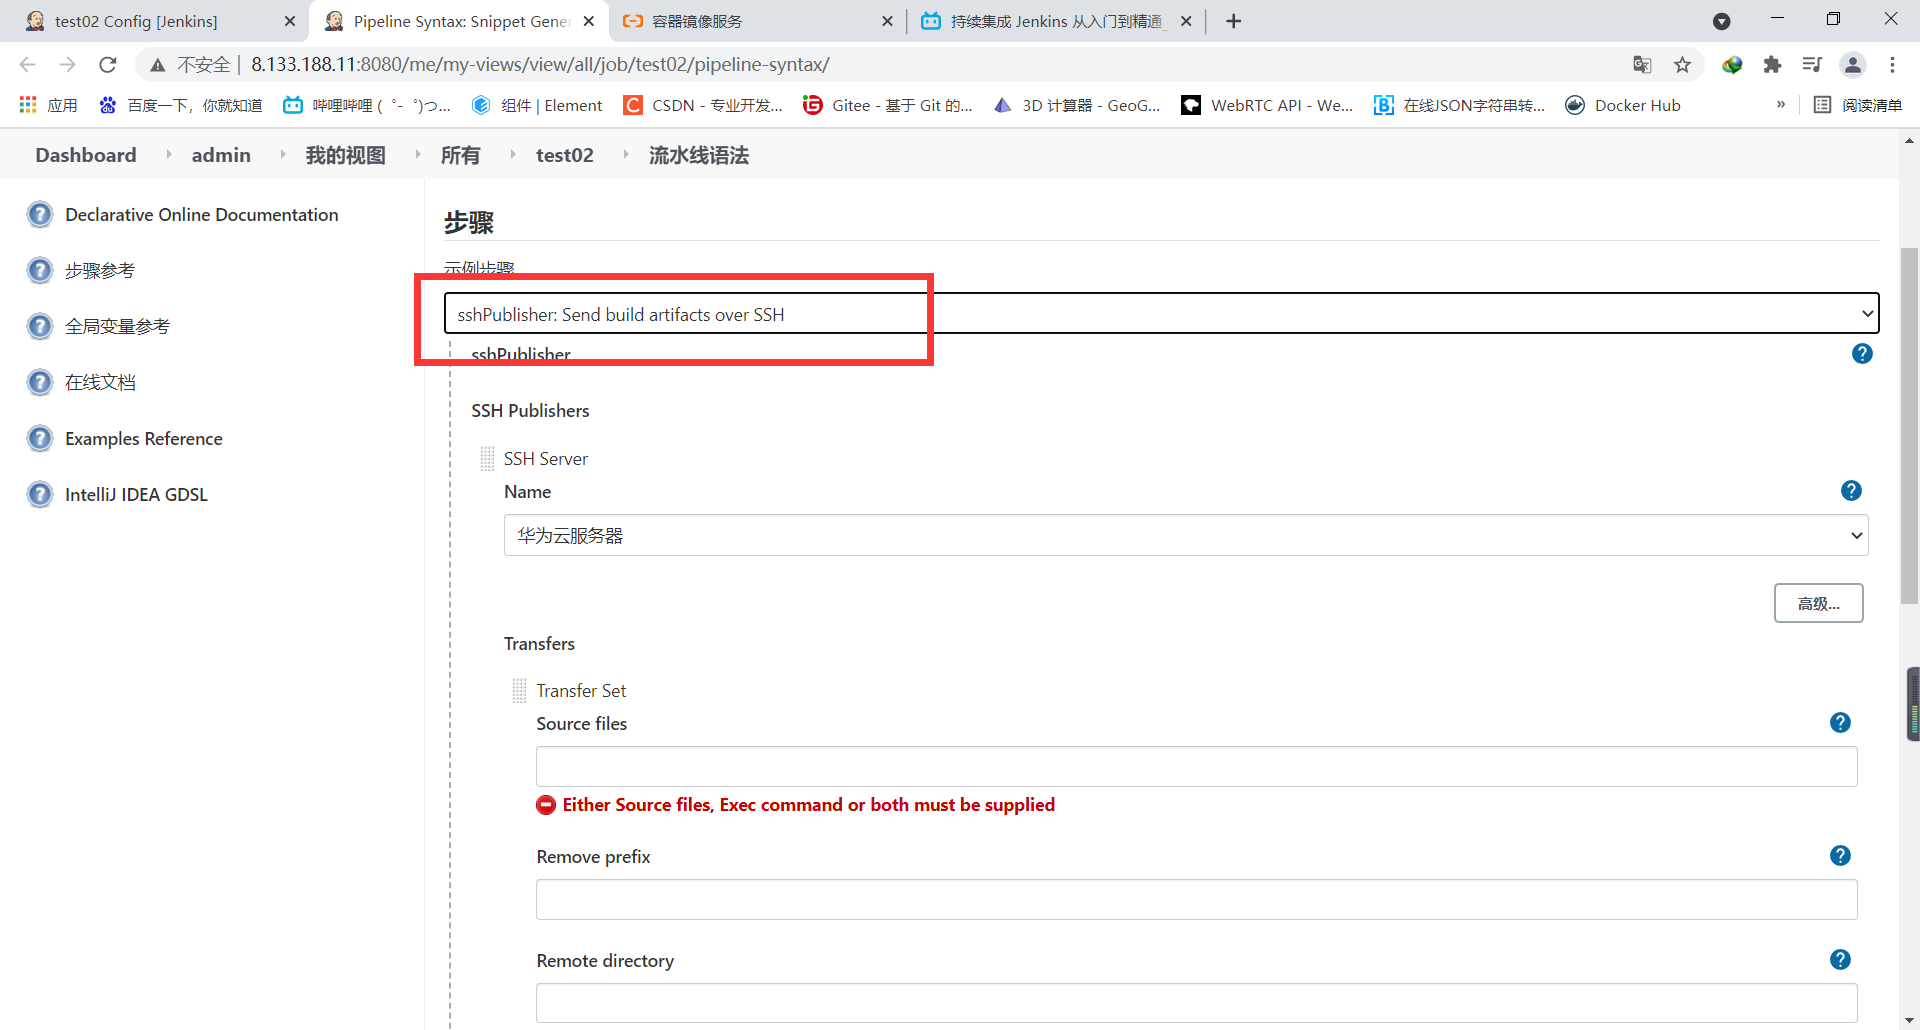 test02 Config [Jenkins]
Pipeline Syntax: Snippet Gene
容器镜像服务
持续集成 Jenkins 从入门到精通_
不安全
8.133.188.11:8080/me/my-views/view/all/job/test02/pipeline-syntax/
应用
百度一下，你就知道
哔哩哔哩 ( ゜- ゜)つ...
组件 | Element
CSDN - 专业开发...
Gitee - 基于 Git 的...
3D 计算器 - GeoG...
WebRTC API - We...
在线JSON字符串转...
Docker Hub
»
阅读清单
Dashboard
admin
我的视图
所有
test02
流水线语法
Declarative Online Documentation
步骤参考
全局变量参考
在线文档
Examples Reference
IntelliJ IDEA GDSL
步骤
示例步骤
sshPublisher: Send build artifacts over SSH
sshPublisher
SSH Publishers
SSH Server
Name
华为云服务器
高级...
Transfers
Transfer Set
Source files
Either Source files, Exec command or both must be supplied
Remove prefix
Remote directory